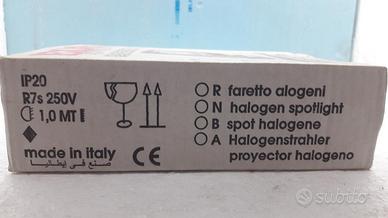 IP20
R7s 250V
1,0 MT
made in italy
صنع في إيطاليا
CE
R faretto alogeni
N halogen spotlight
B spot halogene
A Halogenstrahler
proyector halogeno
subito